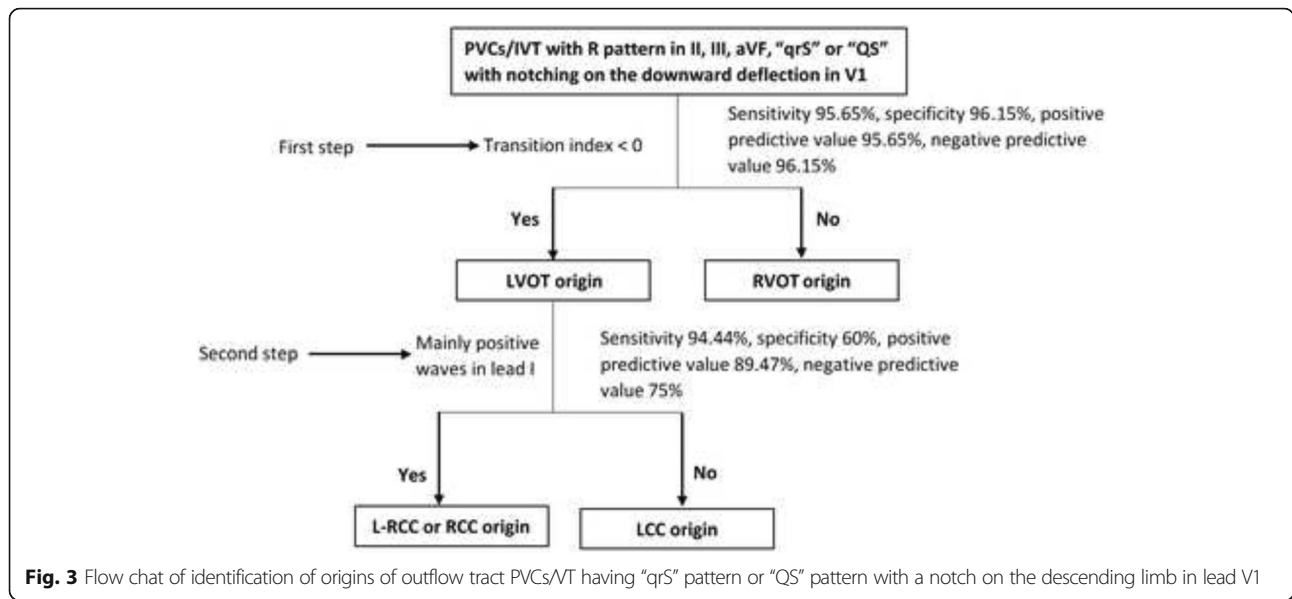 PVCs/IVT with R pattern in II, III, aVF, “qrS” or “QS”
with notching on the downward deflection in V1
Sensitivity 95.65%, specificity 96.15%, positive
predictive value 95.65%, negative predictive
value 96.15%
First step
Transition index < 0
Yes
No
LVOT origin
RVOT origin
Second step
Mainly positive
waves in lead I
Sensitivity 94.44%, specificity 60%, positive
predictive value 89.47%, negative predictive
value 75%
Yes
No
L-RCC or RCC origin
LCC origin
Fig. 3 Flow chat of identification of origins of outflow tract PVCs/VT having “qrS” pattern or “QS” pattern with a notch on the descending limb in lead V1